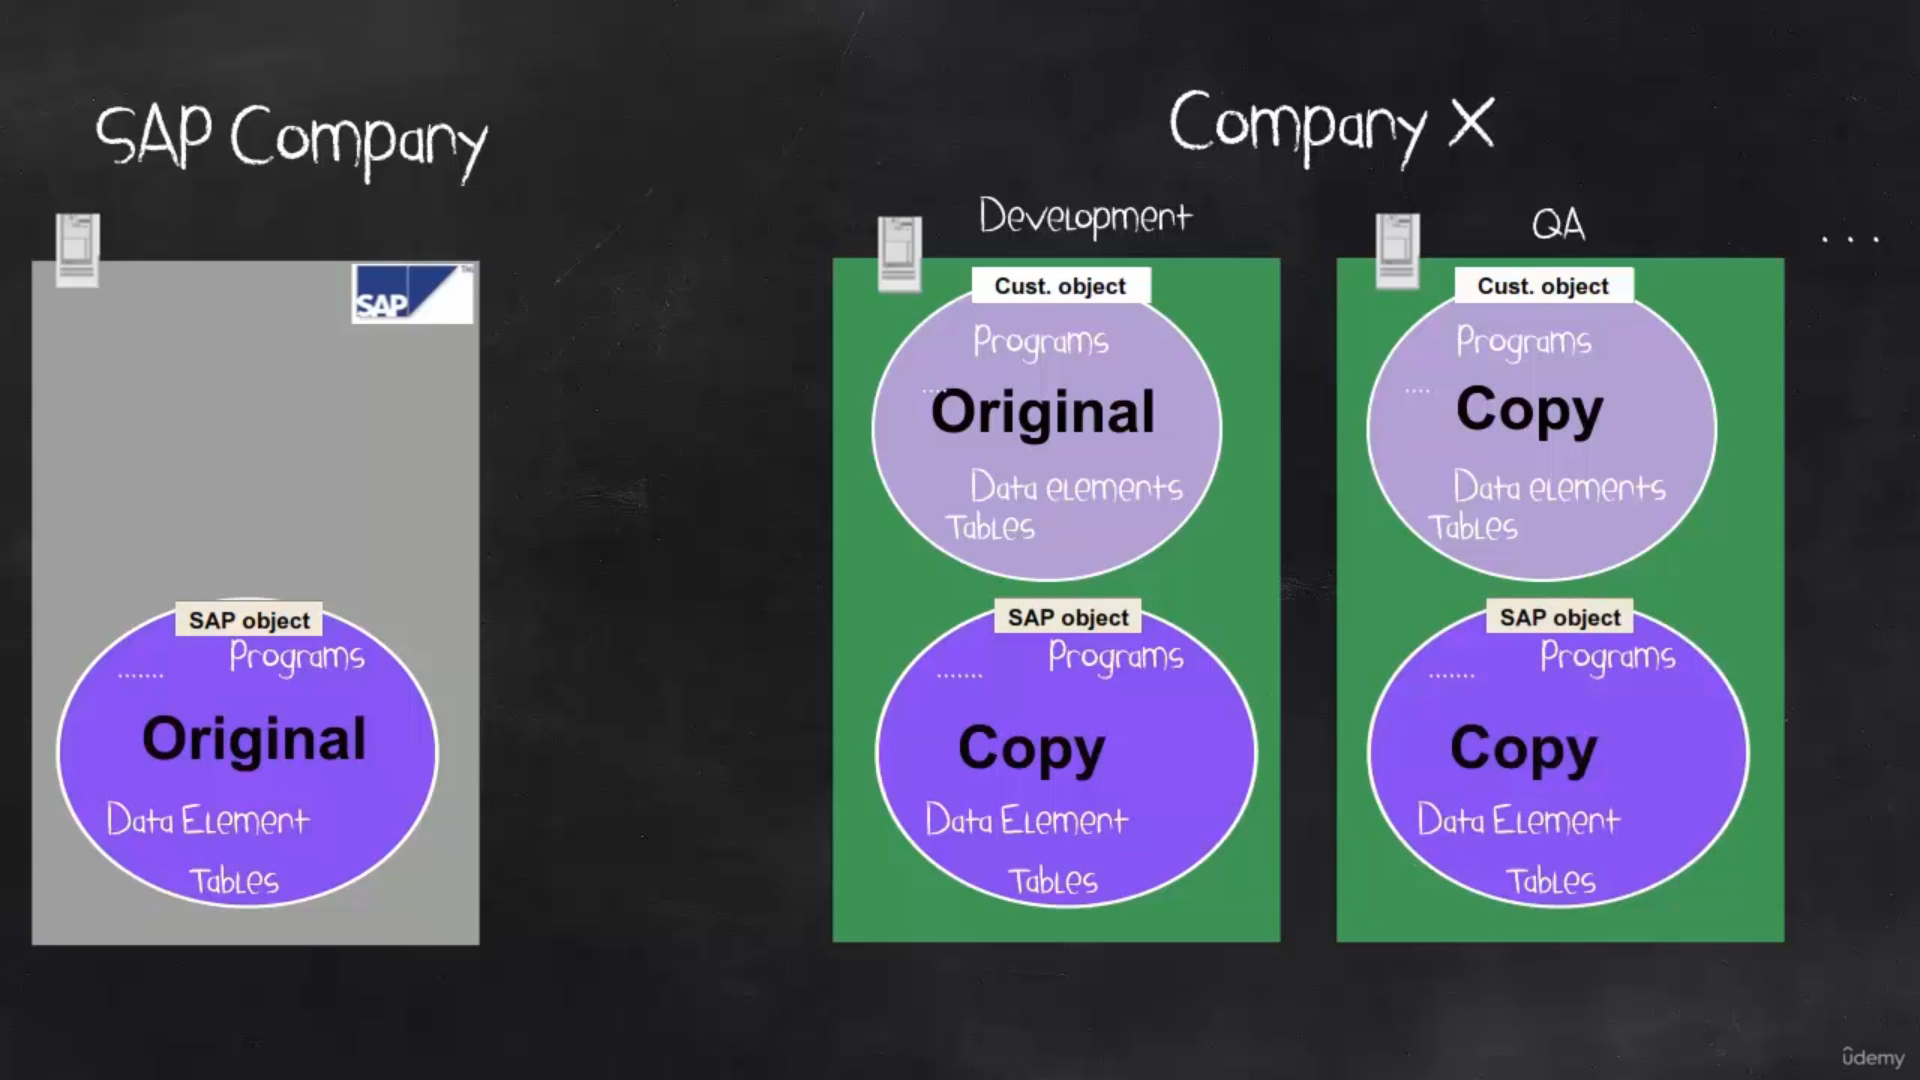 SAP Company
Company X
Development
QA
...
SAP
TM
SAP object
Programs
.......
Original
Data Element
Tables
Cust. object
Programs
....
Original
Data elements
Tables
SAP object
Programs
.......
Copy
Data Element
Tables
Cust. object
Programs
....
Copy
Data elements
Tables
SAP object
Programs
.......
Copy
Data Element
Tables
ûdemy